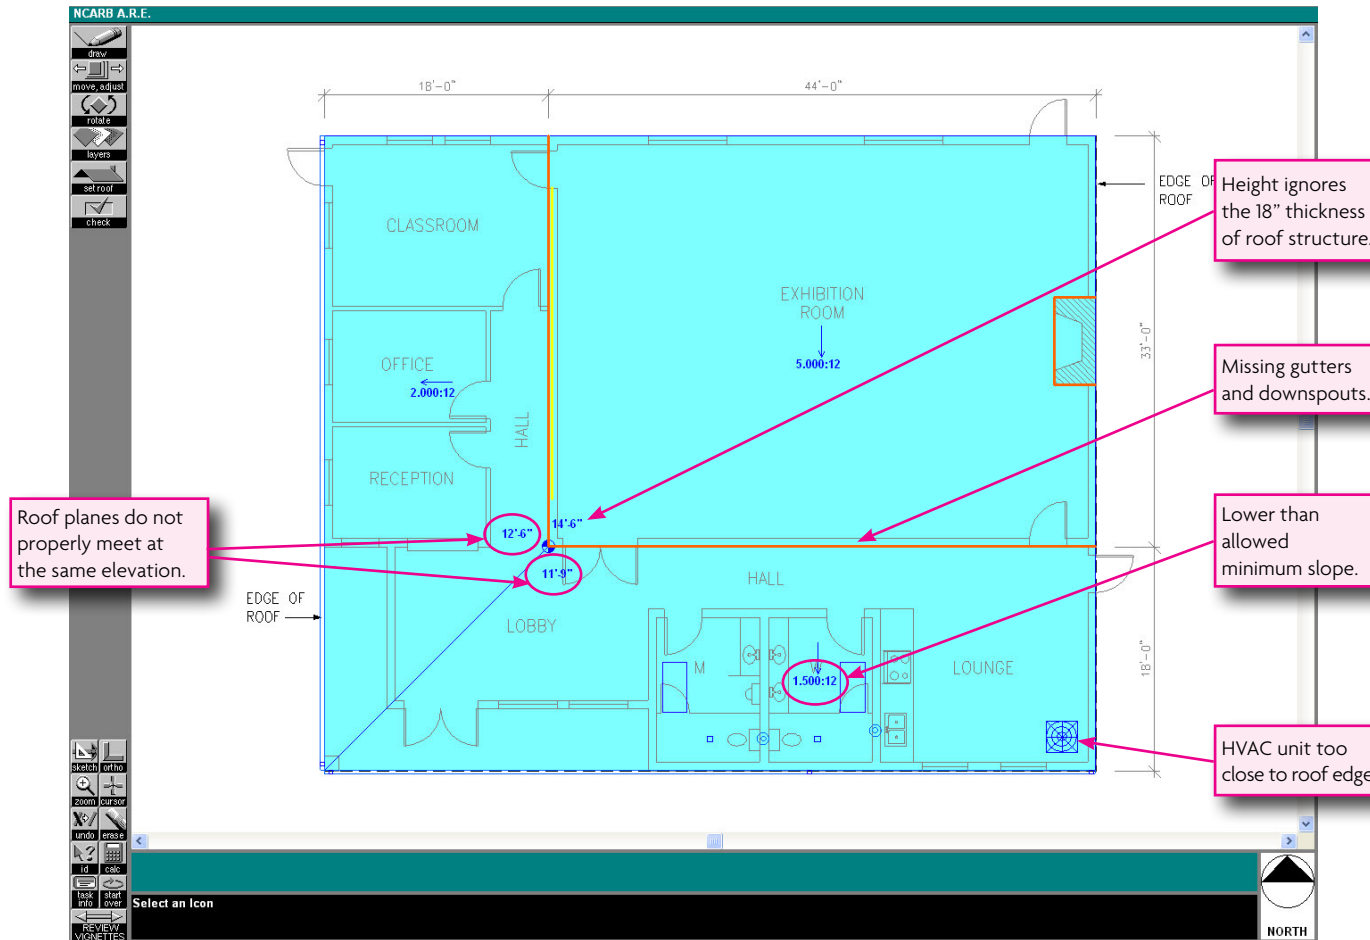 NCARB A.R.E.
draw
move, adjust
rotate
layers
set roof
check
18'-0"
44'-0"
EDGE OF
ROOF
Height ignores
the 18” thickness
of roof structure.
CLASSROOM
EXHIBITION
ROOM
5.000:12
33'-0"
OFFICE
2.000:12
HALL
Missing gutters
and downspouts.
RECEPTION
Roof planes do not
properly meet at
the same elevation.
12'-6"
14'-6"
11'-9"
Lower than
allowed
minimum slope.
HALL
EDGE OF
ROOF
LOBBY
M
W
1.500:12
LOUNGE
18'-0"
HVAC unit too
close to roof edge
sketch
ortho
zoom
cursor
undo
erase
id
calc
task
info
start
over
REVIEW
VIGNETTES
Select an Icon
NORTH